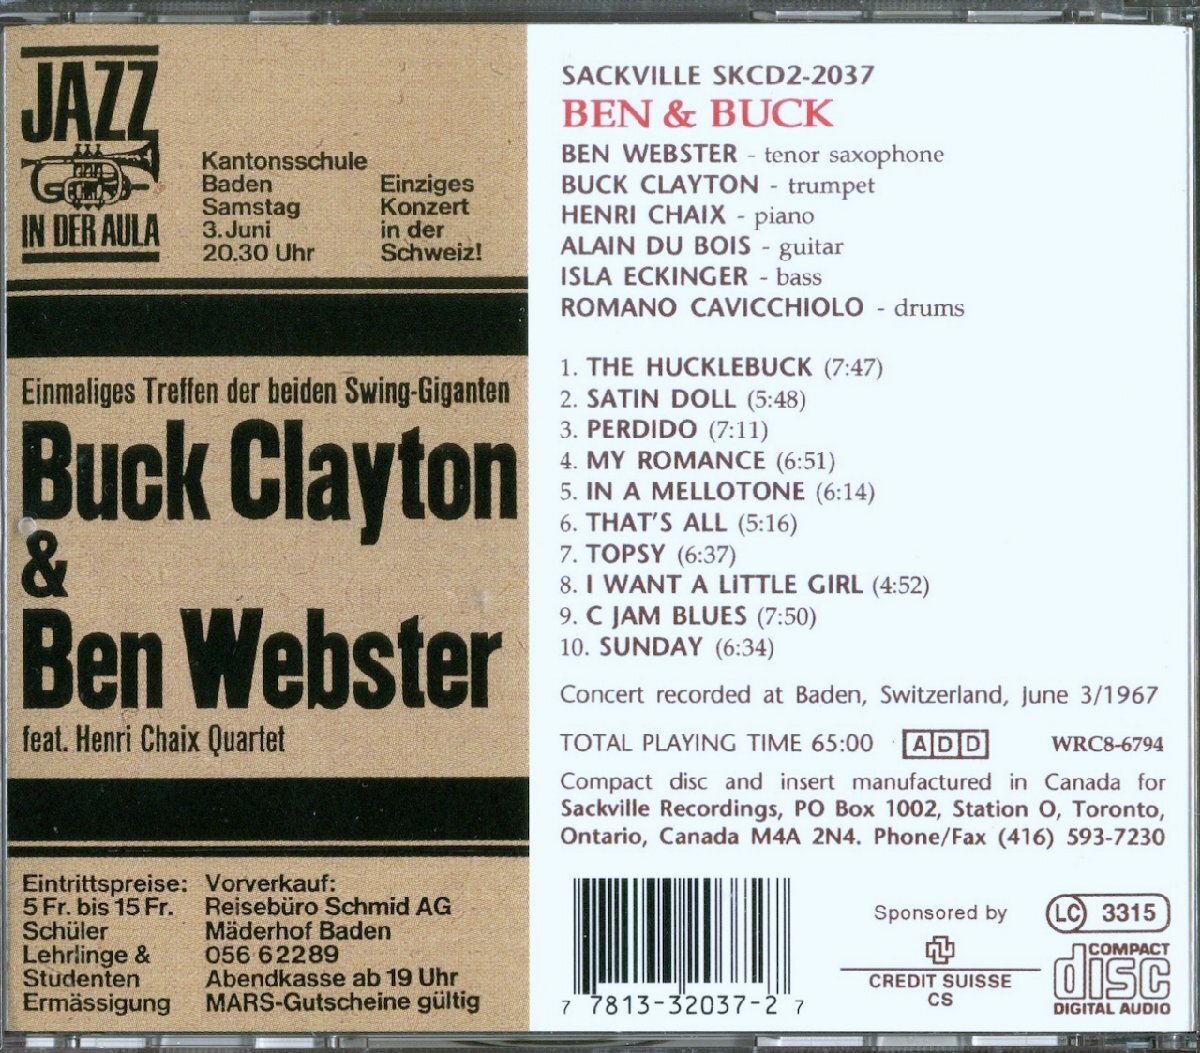 JAZZ
IN DER AULA
Kantonsschule
Baden
Samstag
3. Juni
20.30 Uhr
Einziges
Konzert
in der
Schweiz!
Einmaliges Treffen der beiden Swing-Giganten
Buck Clayton
&
Ben Webster
feat. Henri Chaix Quartet
Eintrittspreise:
5 Fr. bis 15 Fr.
Schüler
Lehrlinge &
Studenten
Ermässigung
Vorverkauf:
Reisebüro Schmid AG
Mäderhof Baden
056 6 22 89
Abendkasse ab 19 Uhr
MARS-Gutscheine gültig
SACKVILLE SKCD2-2037
BEN & BUCK
BEN WEBSTER - tenor saxophone
BUCK CLAYTON - trumpet
HENRI CHAIX - piano
ALAIN DU BOIS - guitar
ISLA ECKINGER - bass
ROMANO CAVICCHIOLO - drums
1. THE HUCKLEBUCK (7:47)
2. SATIN DOLL (5:48)
3. PERDIDO (7:11)
4. MY ROMANCE (6:51)
5. IN A MELLOTONE (6:14)
6. THAT'S ALL (5:16)
7. TOPSY (6:37)
8. I WANT A LiTTLE GIRL (4:52)
9. C JAM BLUES (7:50)
10. SUNDAY (6:34)
Concert recorded at Baden, Switzerland, June 3/1967
TOTAL PLAYING TIME 65:00 ADD WRC8-6794
Compact disc and insert manufactured in Canada for
Sackville Recordings, PO Box 1002, Station O, Toronto,
Ontario, Canada M4A 2N4. Phone/Fax (416) 593-7230
7 7813-32037-2 7
Sponsored by
CREDIT SUISSE
CS
LC 3315
COMPACT
disc
DIGITAL AUDIO